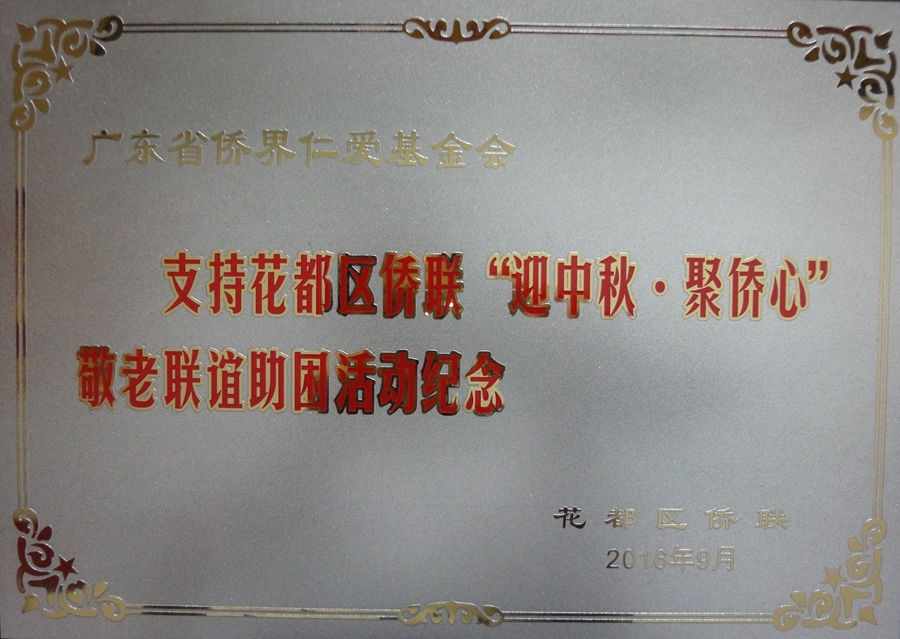 广东省侨界仁爱基金会
支持花都区侨联“迎中秋·聚侨心”
敬老联谊助困活动纪念
花都区侨联
2016年9月